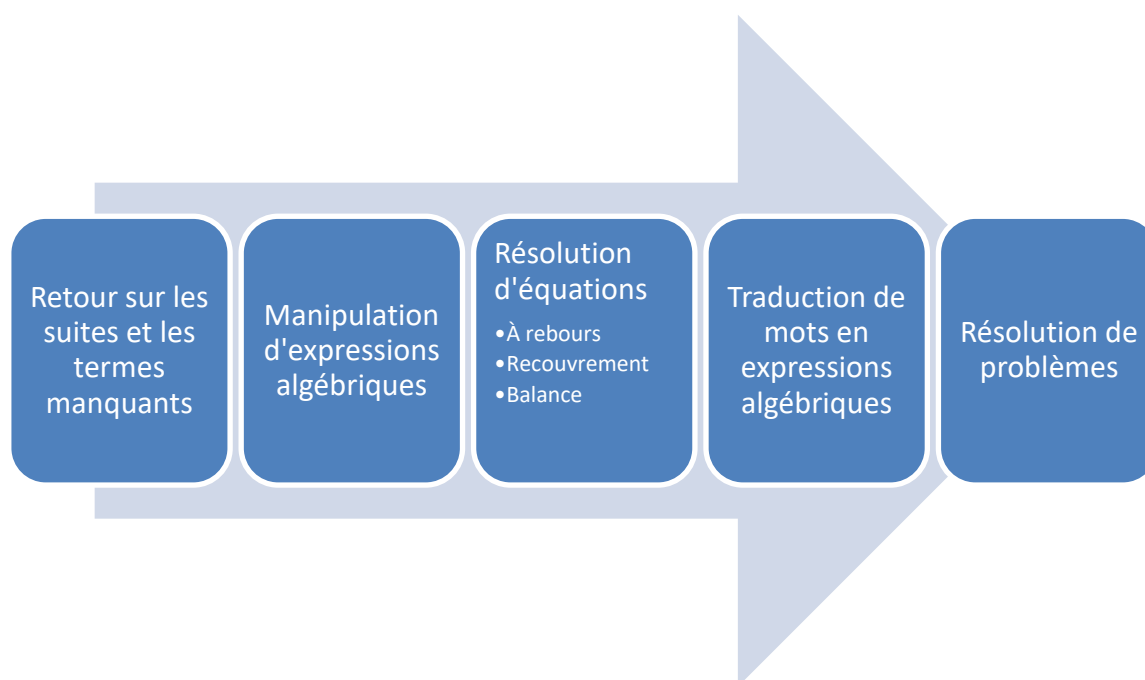 Retour sur les
suites et les
termes
manquants
Manipulation
d'expressions
algébriques
Résolution
d'équations
•À rebours
•Recouvrement
•Balance
Traduction de
mots en
expressions
algébriques
Résolution de
problèmes